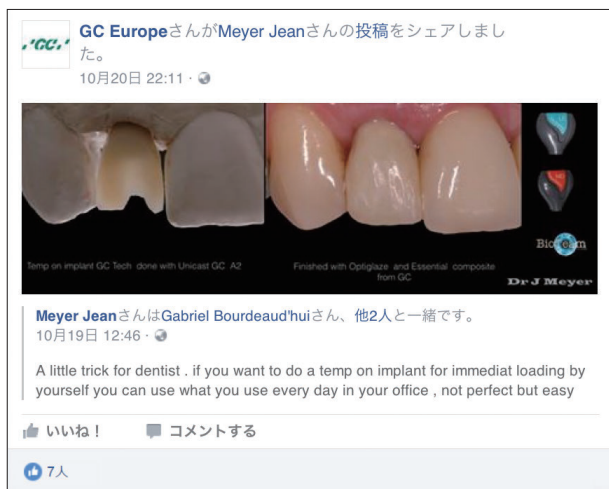 GC
GC EuropeさんがMeyer Jeanさんの投稿をシェアしまし
た。
10月20日 22:11 ·
Temp on implant GC Tech done with Unicast GC A2
Finished with Optiglaze and Essential composite
from GC
Dr J Meyer
Meyer JeanさんはGabriel Bourdeaud'huiさん、他2人と一緒です。
10月19日 12:46 ·
A little trick for dentist . if you want to do a temp on implant for immediat loading by
yourself you can use what you use every day in your office , not perfect but easy
いいね！ コメントする
7人